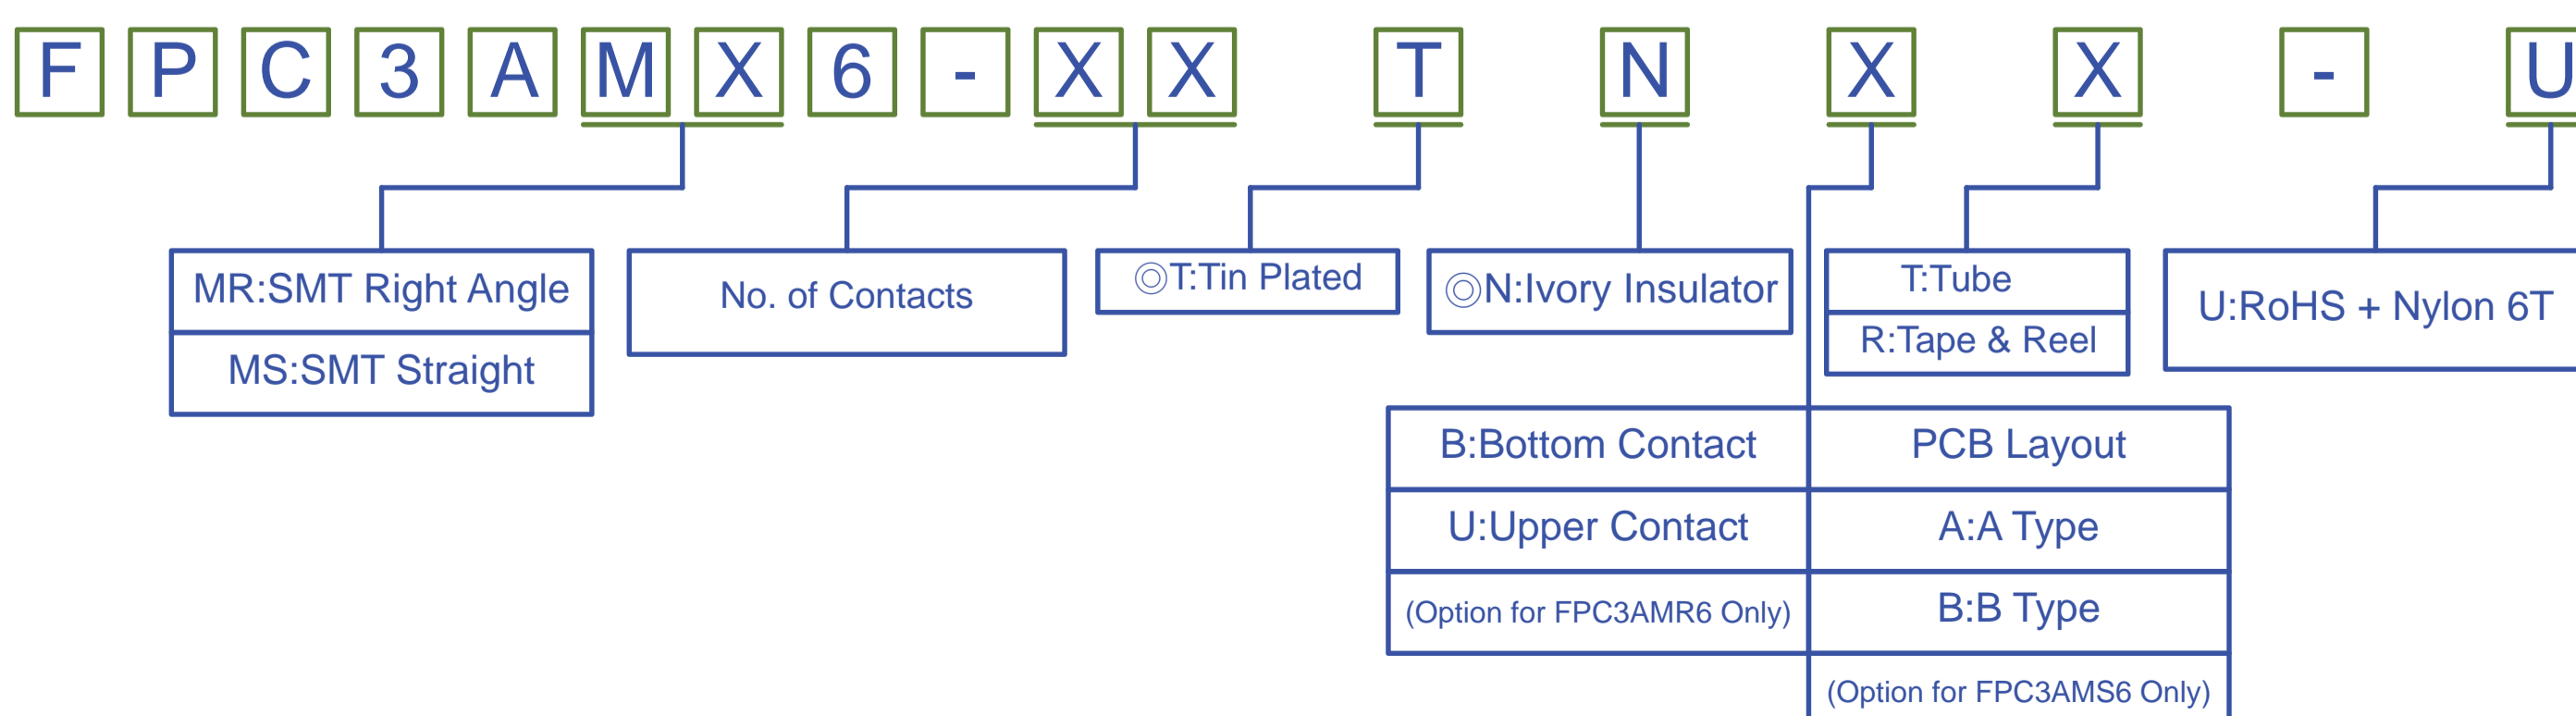 F P C 3 A M X 6 - X X T N X X - U
MR:SMT Right Angle
MS:SMT Straight
No. of Contacts
◎T:Tin Plated
◎N:Ivory Insulator
T:Tube
R:Tape & Reel
U:RoHS + Nylon 6T
B:Bottom Contact
PCB Layout
U:Upper Contact
A:A Type
(Option for FPC3AMR6 Only)
B:B Type
(Option for FPC3AMS6 Only)